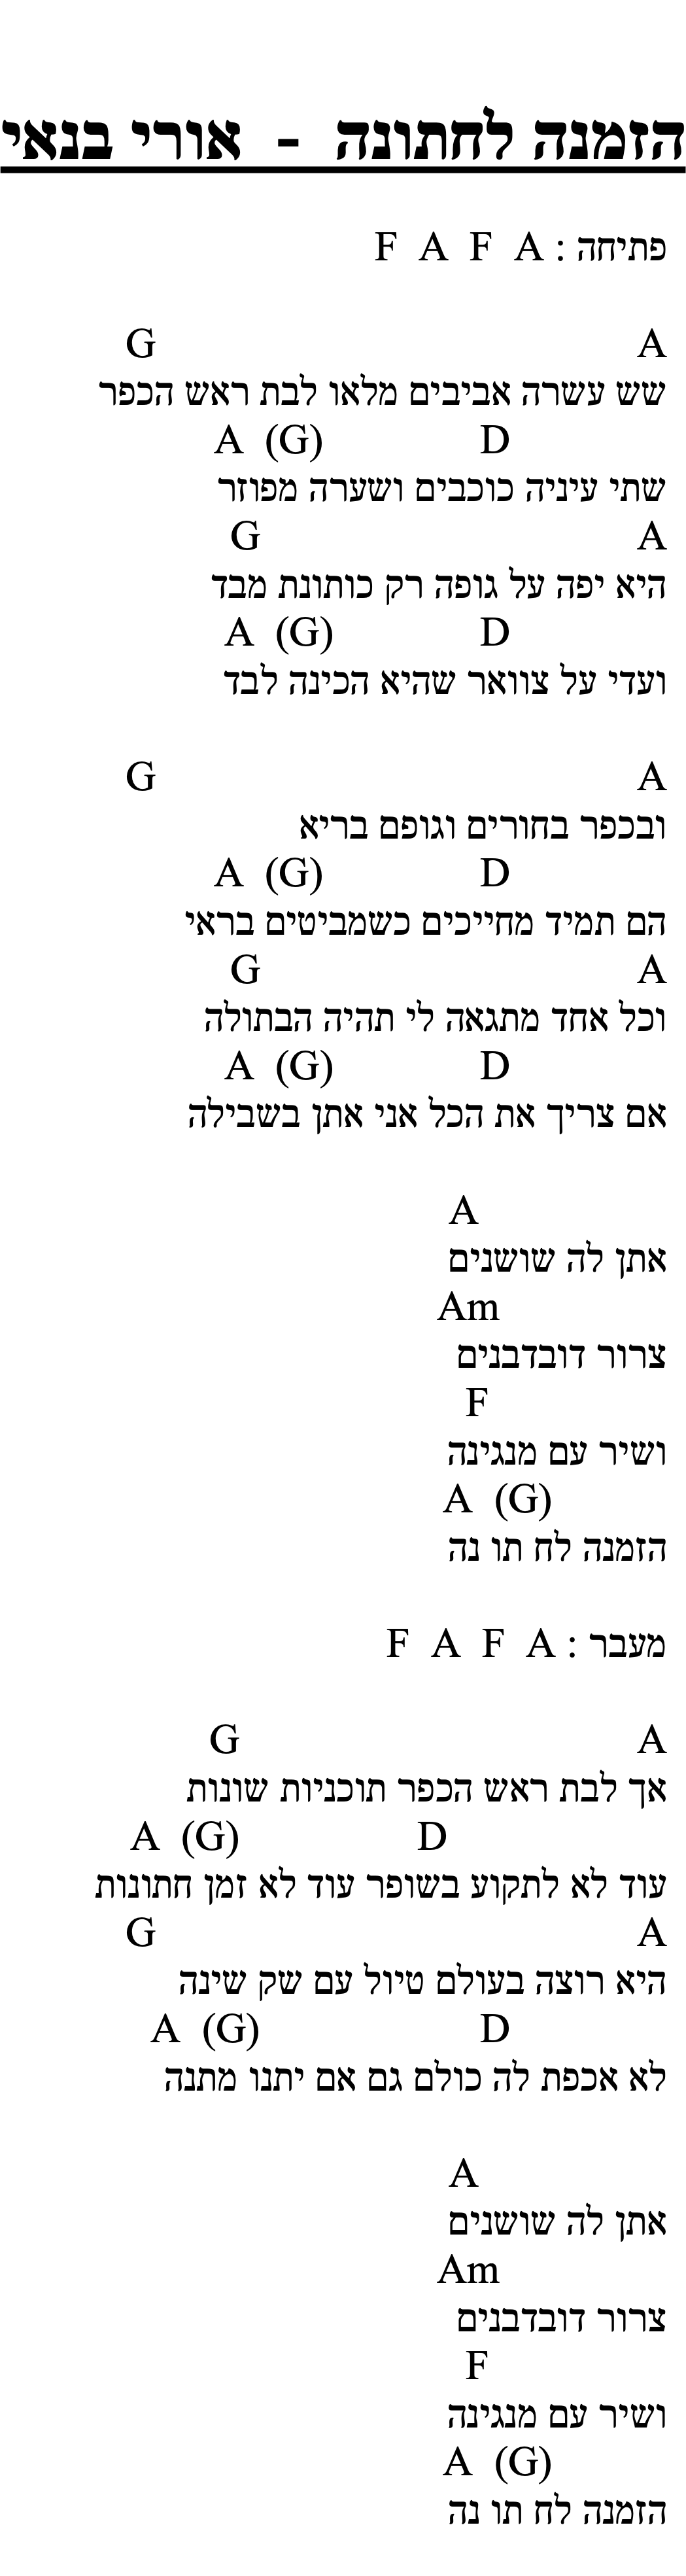 הזמנה לחתונה - אורי בנאי
פתיחה : F A F A
A G
שש עשרה אביבים מלאו לבת ראש הכפר
D (G) A
שתי עיניה כוכבים ושערה מפוזר
A G
היא יפה על גופה רק כותונת מבד
D (G) A
ועדי על צוואר שהיא הכינה לבד
A G
ובכפר בחורים וגופם בריא
D (G) A
הם תמיד מחייכים כשמביטים בראי
A G
וכל אחד מתגאה לי תהיה הבתולה
D (G) A
אם צריך את הכל אני אתן בשבילה
A
אתן לה שושנים
Am
צרור דובדבנים
F
ושיר עם מנגינה
(G) A
הזמנה לח תו נה
מעבר : F A F A
A G
אך לבת ראש הכפר תוכניות שונות
D (G) A
עוד לא לתקוע בשופר עוד לא זמן חתונות
A G
היא רוצה בעולם טיול עם שק שינה
D (G) A
לא אכפת לה כולם גם אם יתנו מתנה
A
אתן לה שושנים
Am
צרור דובדבנים
F
ושיר עם מנגינה
(G) A
הזמנה לח תו נה